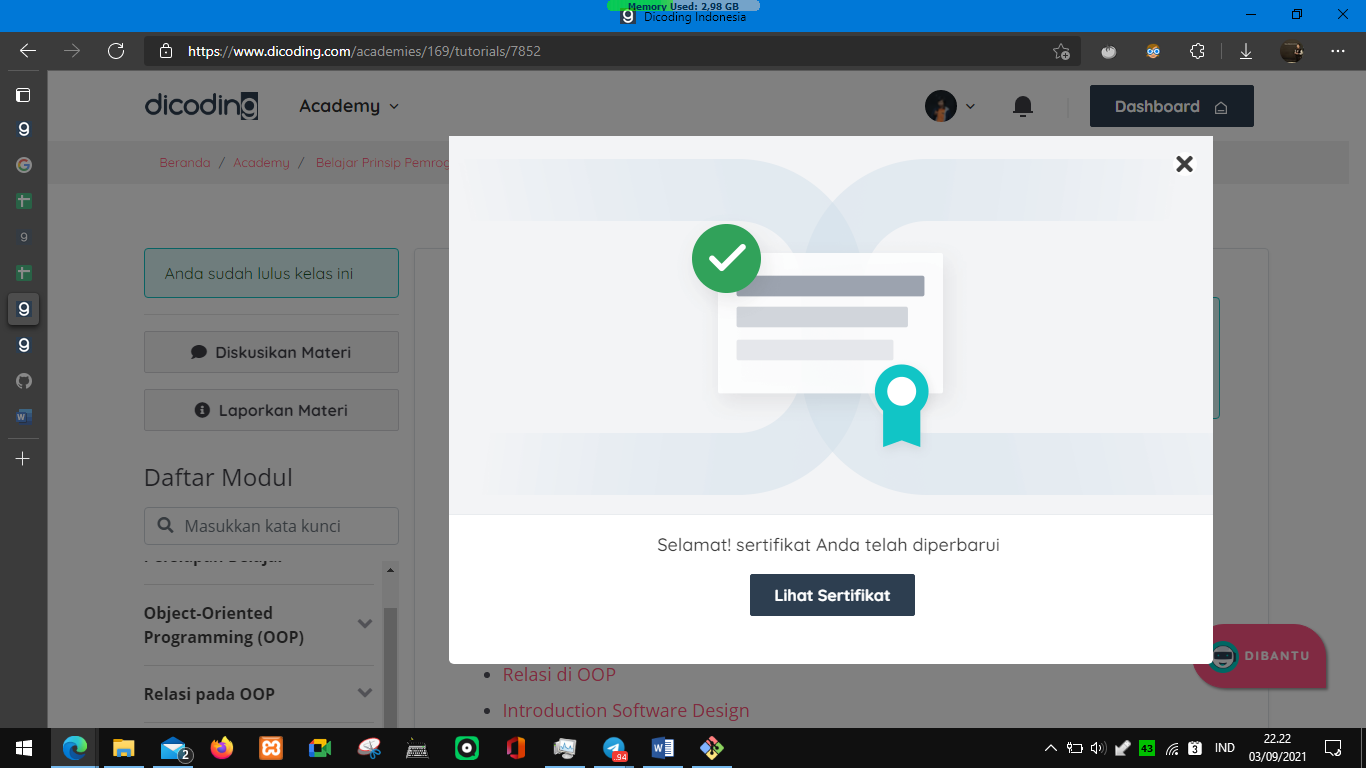 Memory Used: 2,98 GB
Dicoding Indonesia
https://www.dicoding.com/academies/169/tutorials/7852
dicoding
Academy
Dashboard
Beranda / Academy / Belajar Prinsip Pemrog
Anda sudah lulus kelas ini
Diskusikan Materi
Laporkan Materi
Daftar Modul
Masukkan kata kunci
Object-Oriented
Programming (OOP)
Relasi pada OOP
Selamat! sertifikat Anda telah diperbarui
Lihat Sertifikat
Relasi di OOP
Introduction Software Design
DIBANTU
2
94
43
3
IND
22.22
03/09/2021